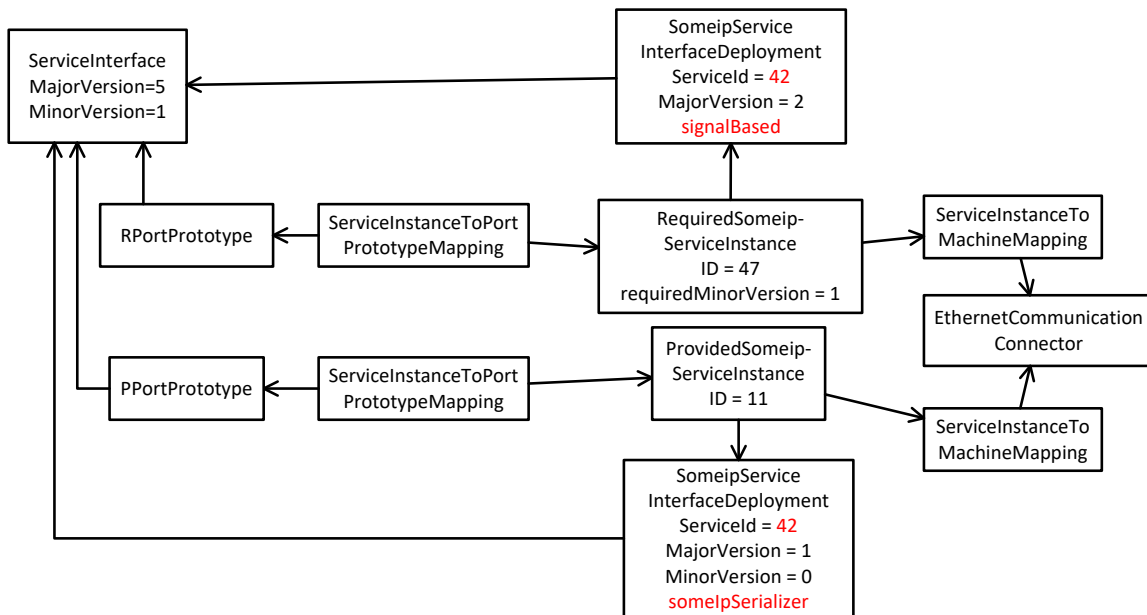 ServiceInterface
MajorVersion=5
MinorVersion=1
SomeipService
InterfaceDeployment
ServiceId = 42
MajorVersion = 2
signalBased
RPortPrototype
ServiceInstanceToPort
PrototypeMapping
RequiredSomeip-
ServiceInstance
ID = 47
requiredMinorVersion = 1
ServiceInstanceTo
MachineMapping
EthernetCommunication
Connector
PPortPrototype
ServiceInstanceToPort
PrototypeMapping
ProvidedSomeip-
ServiceInstance
ID = 11
ServiceInstanceTo
MachineMapping
SomeipService
InterfaceDeployment
ServiceId = 42
MajorVersion = 1
MinorVersion = 0
someIpSerializer